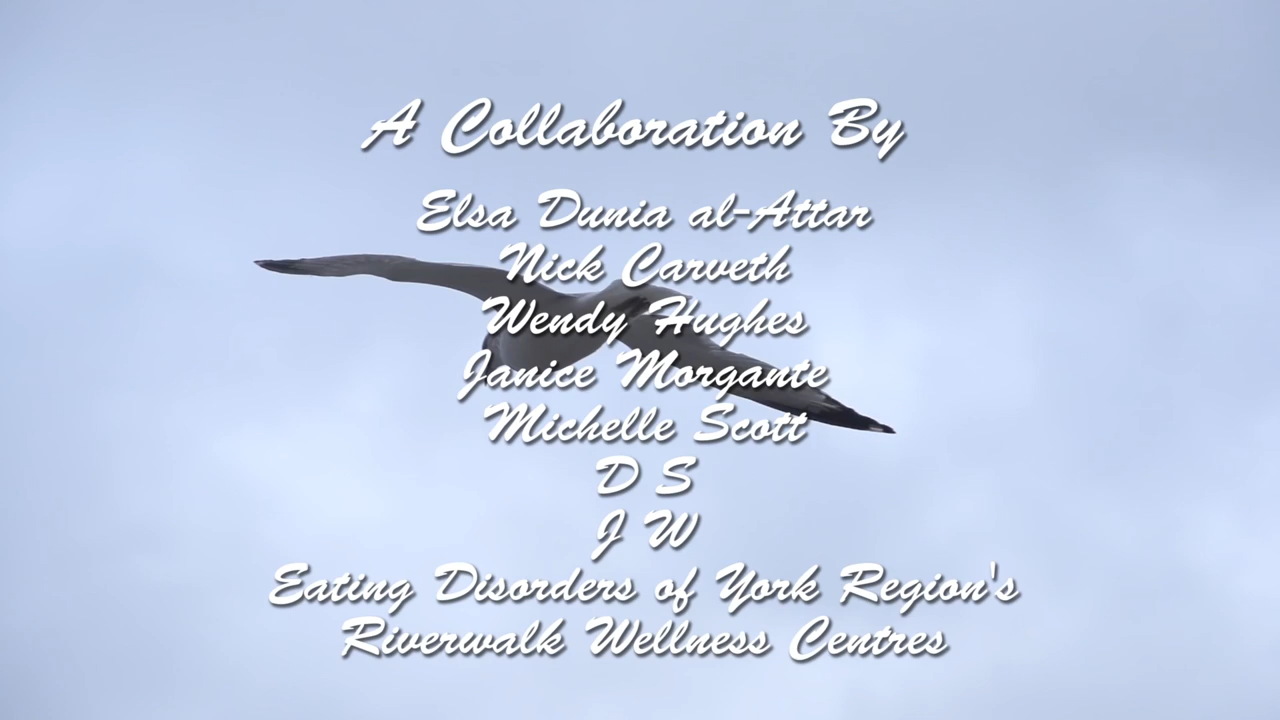 A Collaboration By
Elsa Dunia al-Attar
Nick Carveth
Wendy Hughes
Janice Morgante
Michelle Scott
D S
J W
Eating Disorders of York Region's
Riverwalk Wellness Centres